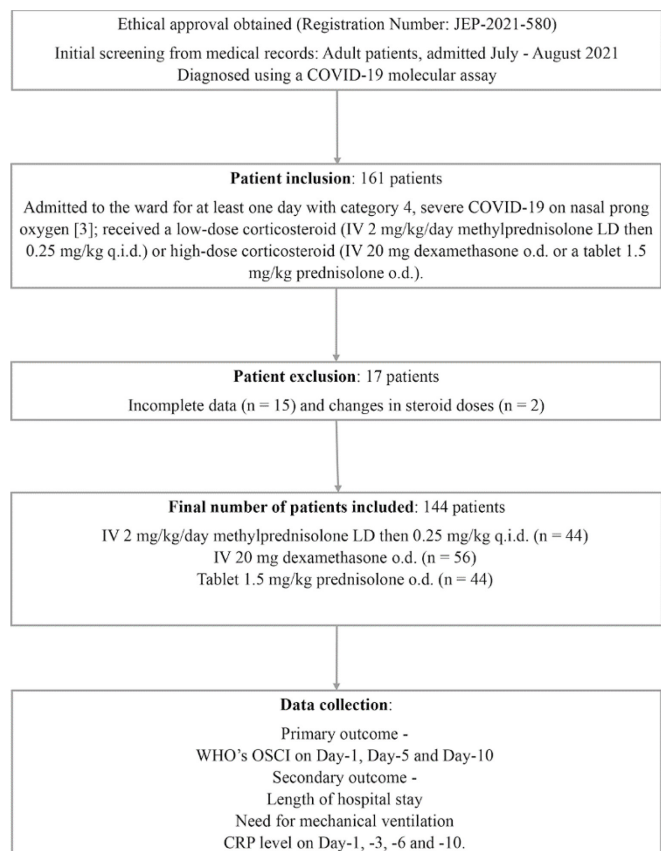 Ethical approval obtained (Registration Number: JEP-2021-580)
Initial screening from medical records: Adult patients, admitted July - August 2021
Diagnosed using a COVID-19 molecular assay
Patient inclusion: 161 patients
Admitted to the ward for at least one day with category 4, severe COVID-19 on nasal prong
oxygen [3]; received a low-dose corticosteroid (IV 2 mg/kg/day methylprednisolone LD then
0.25 mg/kg q.i.d.) or high-dose corticosteroid (IV 20 mg dexamethasone o.d. or a tablet 1.5
mg/kg prednisolone o.d.).
Patient exclusion: 17 patients
Incomplete data (n = 15) and changes in steroid doses (n = 2)
Final number of patients included: 144 patients
IV 2 mg/kg/day methylprednisolone LD then 0.25 mg/kg q.i.d. (n = 44)
IV 20 mg dexamethasone o.d. (n = 56)
Tablet 1.5 mg/kg prednisolone o.d. (n = 44)
Data collection:
Primary outcome -
WHO's OSCI on Day-1, Day-5 and Day-10
Secondary outcome -
Length of hospital stay
Need for mechanical ventilation
CRP level on Day-1, -3, -6 and -10.